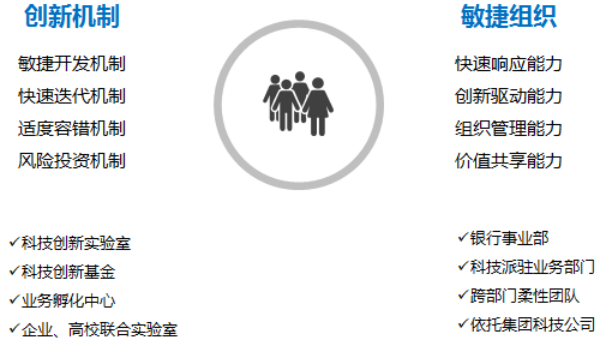 创新机制
敏捷开发机制
快速迭代机制
适度容错机制
风险投资机制
✓科技创新实验室
✓科技创新基金
✓业务孵化中心
✓企业、高校联合实验室
敏捷组织
快速响应能力
创新驱动能力
组织管理能力
价值共享能力
✓银行事业部
✓科技派驻业务部门
✓跨部门柔性团队
✓依托集团科技公司